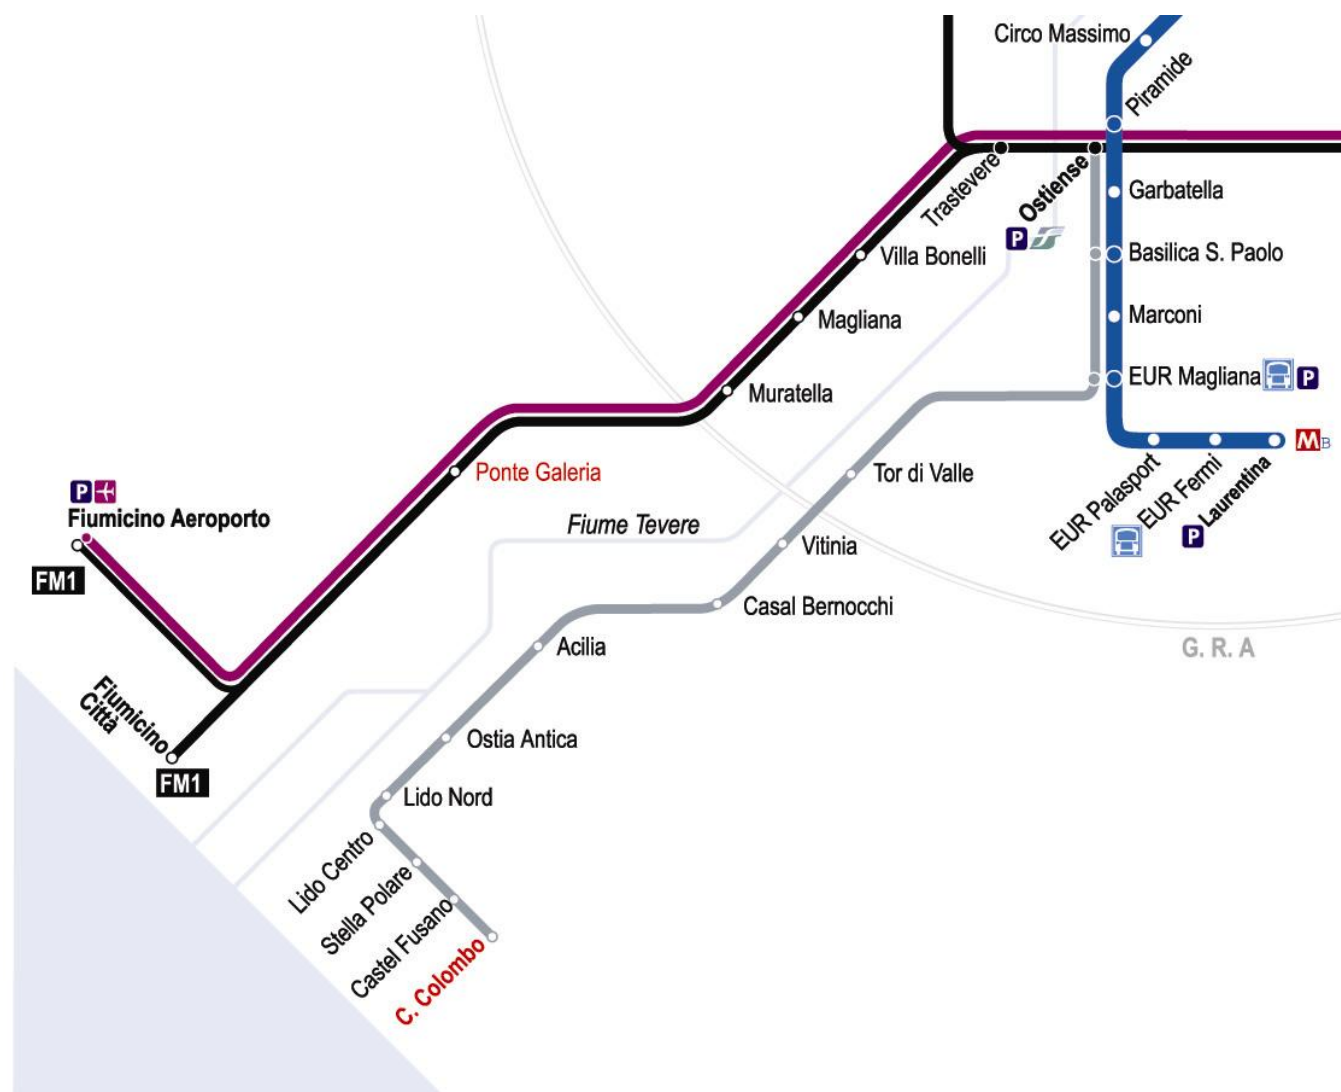 Circo Massimo
Piramide
Trastevere
Ostiense
P
Garbatella
Villa Bonelli
Basilica S. Paolo
Magliana
Marconi
EUR Magliana
P
Muratella
M B
Ponte Galeria
Tor di Valle
EUR Palasport
EUR Fermi
Laurentina
P
P
Fiumicino Aeroporto
FM1
Fiume Tevere
Vitinia
Casal Bernocchi
G. R. A
Acilia
Fiumicino
Città
FM1
Ostia Antica
Lido Nord
Lido Centro
Stella Polare
Castel Fusano
C. Colombo